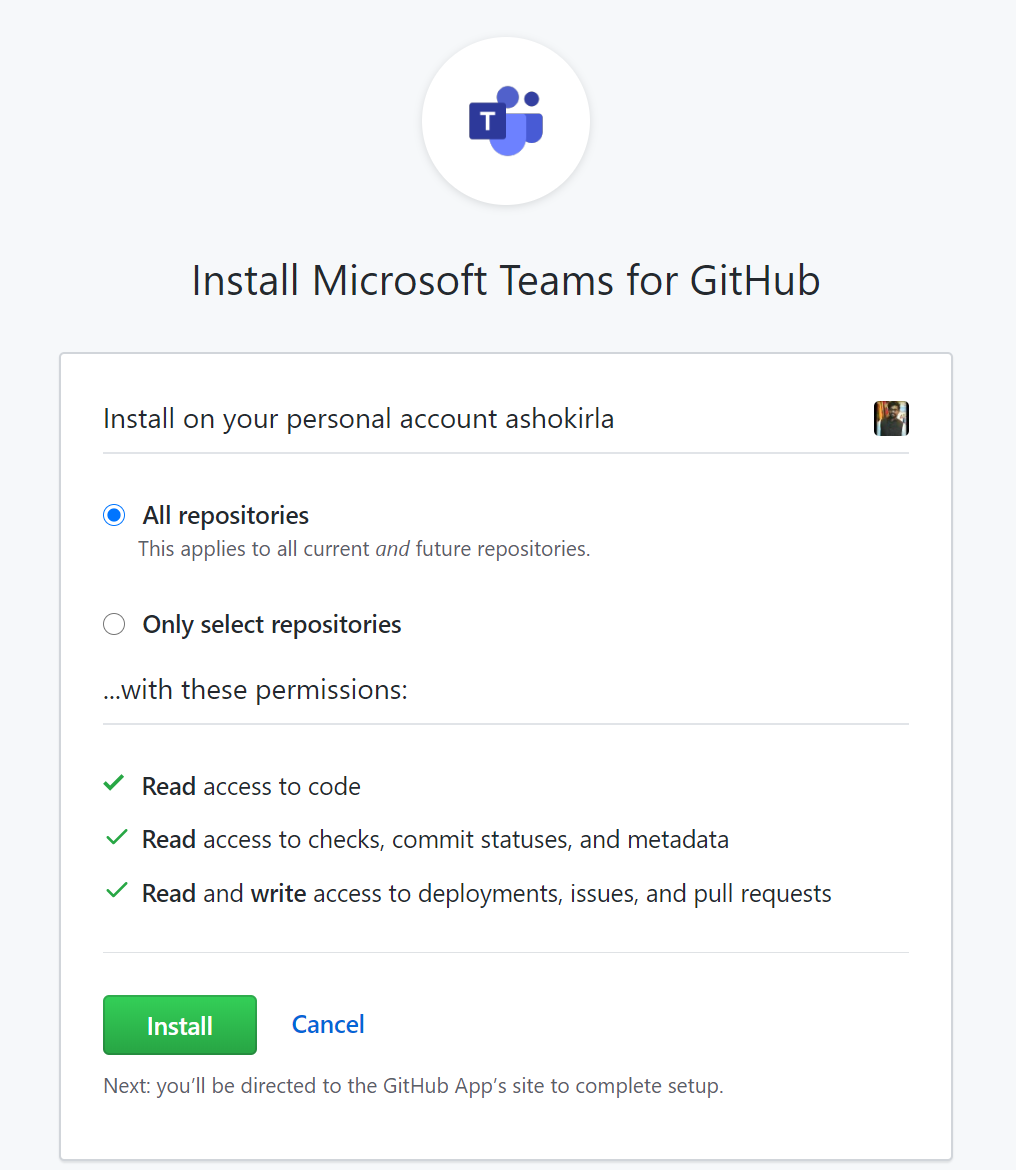 T
Install Microsoft Teams for GitHub
Install on your personal account ashokirla
All repositories
This applies to all current and future repositories.
Only select repositories
...with these permissions:
Read access to code
Read access to checks, commit statuses, and metadata
Read and write access to deployments, issues, and pull requests
Install Cancel
Next: you’ll be directed to the GitHub App’s site to complete setup.